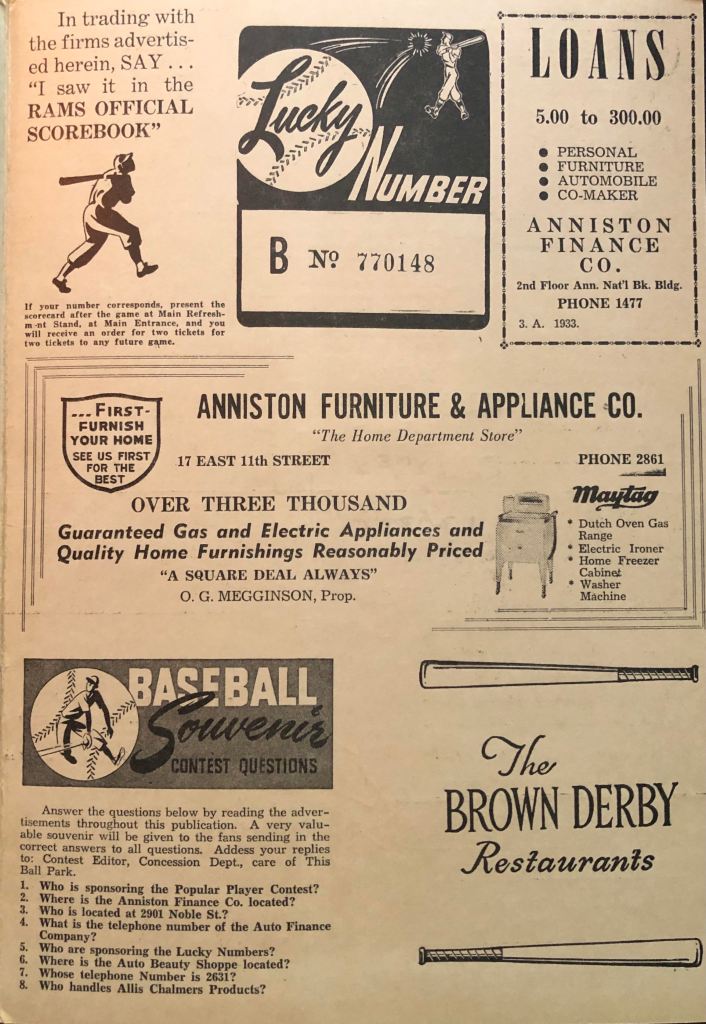 In trading with
the firms advertis-
ed herein, SAY ...
"I saw it in the
RAMS OFFICIAL
SCOREBOOK"
If your number corresponds, present the
scorecard after the game at Main Refresh-
m-nt Stand, at Main Entrance, and you
will receive an order for two tickets for
two tickets to any future game.
Lucky
NUMBER
B Nº 770148
LOANS
5.00 to 300.00
● PERSONAL
● FURNITURE
● AUTOMOBILE
● CO-MAKER
ANNISTON
FINANCE
CO.
2nd Floor Ann. Nat'l Bk. Bldg.
PHONE 1477
3. A. 1933.
...FIRST-
FURNISH
YOUR HOME
SEE US FIRST
FOR THE
BEST
ANNISTON FURNITURE & APPLIANCE CO.
"The Home Department Store"
17 EAST 11th STREET PHONE 2861
OVER THREE THOUSAND
Guaranteed Gas and Electric Appliances and
Quality Home Furnishings Reasonably Priced
"A SQUARE DEAL ALWAYS"
O. G. MEGGINSON, Prop.
Maytag
* Dutch Oven Gas
Range
* Electric Ironer
* Home Freezer
Cabinet
* Washer
Machine
BASEBALL
Souvenir
CONTEST QUESTIONS
Answer the questions below by reading the adver-
tisements throughout this publication. A very valu-
able souvenir will be given to the fans sending in the
correct answers to all questions. Addess your replies
to: Contest Editor, Concession Dept., care of This
Ball Park.
1. Who is sponsoring the Popular Player Contest?
2. Where is the Anniston Finance Co. located?
3. Who is located at 2901 Noble St.?
4. What is the telephone number of the Auto Finance
Company?
5. Who are sponsoring the Lucky Numbers?
6. Where is the Auto Beauty Shoppe located?
7. Whose telephone Number is 2631?
8. Who handles Allis Chalmers Products?
The
BROWN DERBY
Restaurants